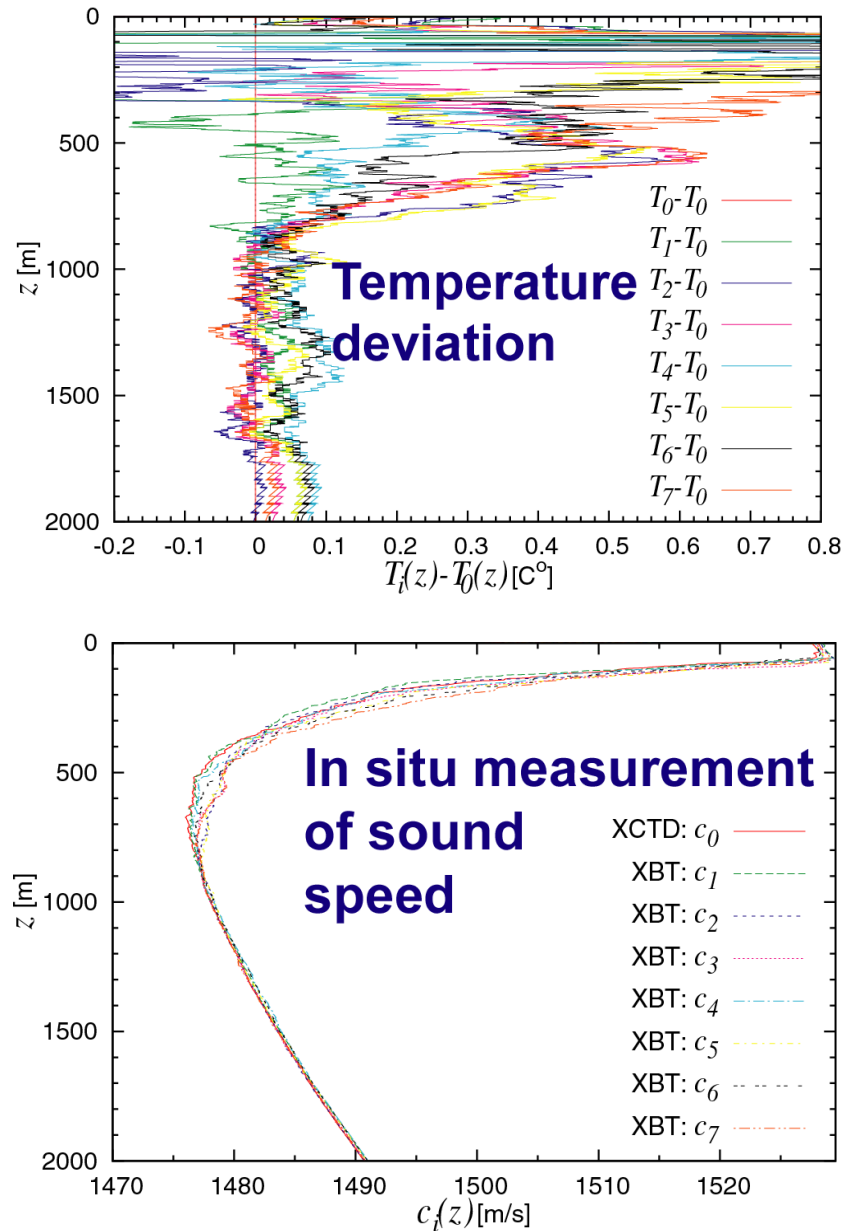 0
500
1000
1500
2000
z [m]
Temperature
deviation
T0-T0
T1-T0
T2-T0
T3-T0
T4-T0
T5-T0
T6-T0
T7-T0
-0.2 -0.1 0 0.1 0.2 0.3 0.4 0.5 0.6 0.7 0.8
Ti(z)-T0(z) [C°]
0
500
1000
1500
2000
z [m]
In situ measurement
of sound
speed
XCTD: c0
XBT: c1
XBT: c2
XBT: c3
XBT: c4
XBT: c5
XBT: c6
XBT: c7
1470 1480 1490 1500 1510 1520
ci(z) [m/s]